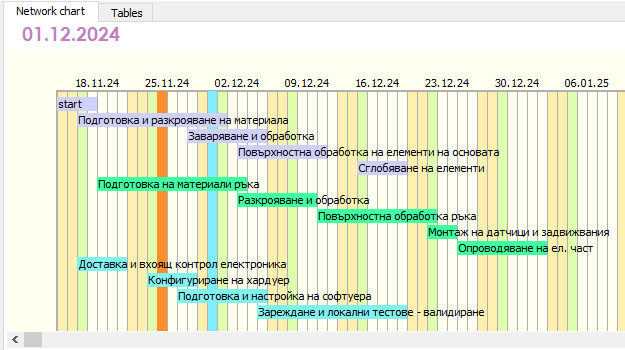 Network chart Tables
01.12.2024
18.11.24 25.11.24 02.12.24 09.12.24 16.12.24 23.12.24 30.12.24 06.01.25
start
Подготовка и разкрояване на материала
Заваряване и обработка
Повърхностна обработка на елементи на основата
Сглобяване на елементи
Подготовка на материали ръка
Разкрояване и обработка
Повърхностна обработка ръка
Монтаж на датчици и задвижвания
Опроводяване на ел. част
Доставка и входящ контрол електроника
Конфигуриране на хардуер
Подготовка и настройка на софтуера
Зареждане и локални тестове - валидиране